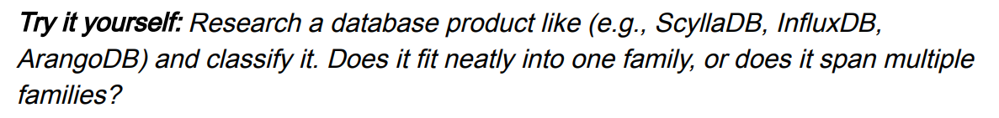 Try it yourself: Research a database product like (e.g., ScyllaDB, InfluxDB,
ArangoDB) and classify it. Does it fit neatly into one family, or does it span multiple
families?